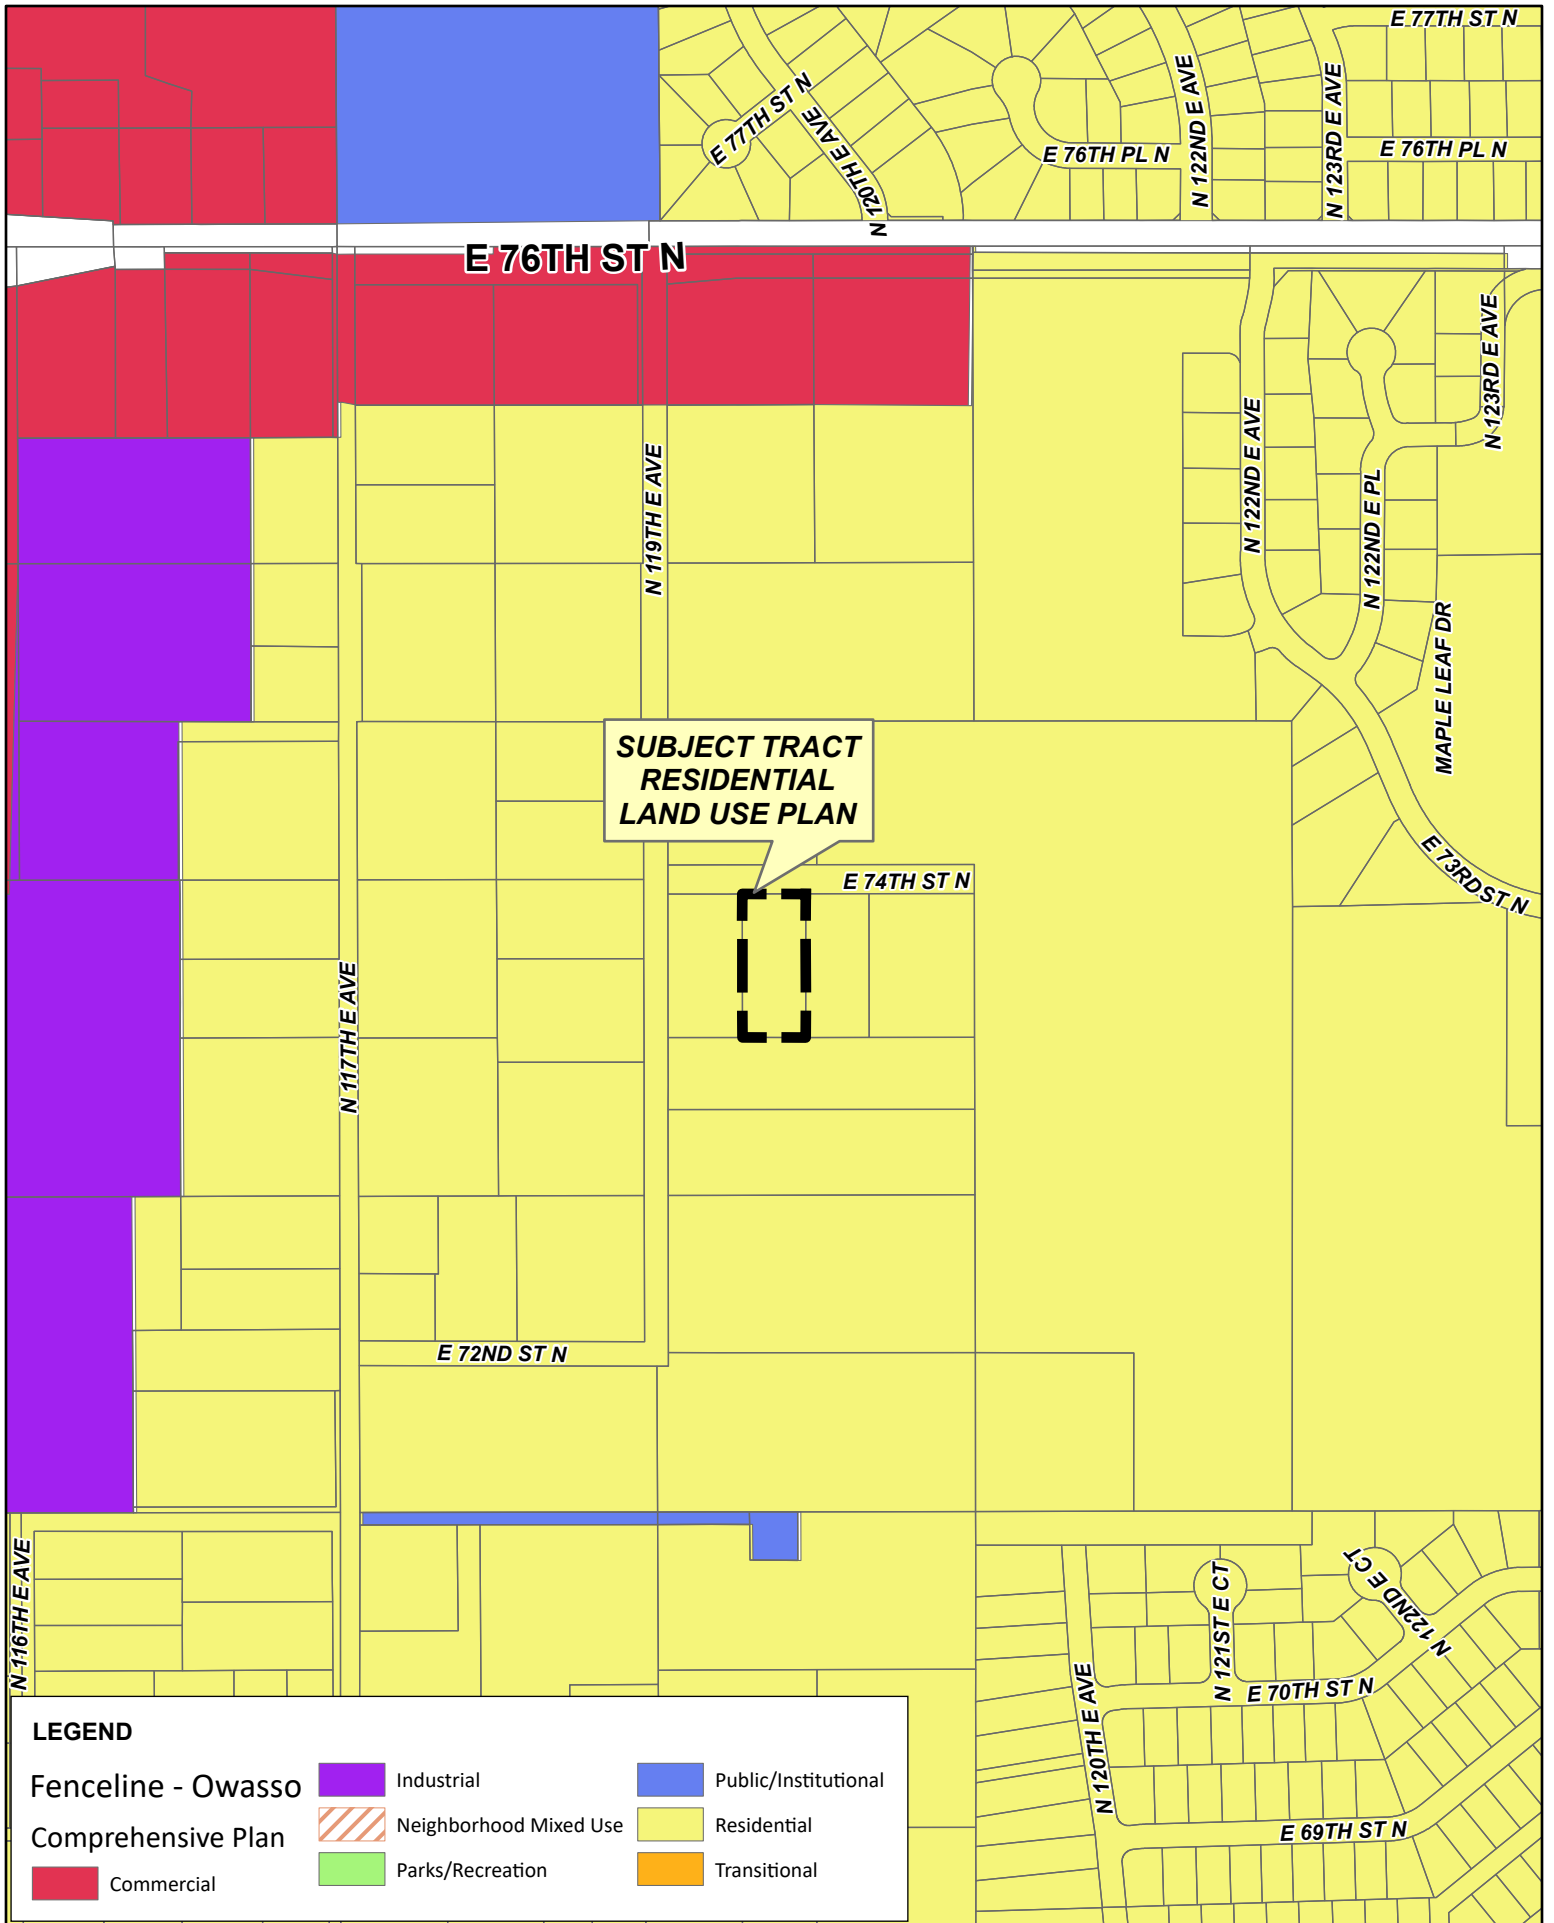 E 77TH ST N
E 77TH ST N
N 120TH E AVE
E 76TH PL N
N 122ND E AVE
N 123RD E AVE
E 76TH PL N
E 76TH ST N
N 119TH E AVE
N 122ND E AVE
N 122ND E PL
N 123RD E AVE
MAPLE LEAF DR
SUBJECT TRACT
RESIDENTIAL
LAND USE PLAN
E 74TH ST N
E 73RD ST N
N 117TH E AVE
E 72ND ST N
N 116TH E AVE
N 121ST E CT
N 122ND E CT
E 70TH ST N
N 120TH E AVE
E 69TH ST N
LEGEND
Fenceline - Owasso
Comprehensive Plan
Commercial
Industrial
Neighborhood Mixed Use
Parks/Recreation
Public/Institutional
Residential
Transitional